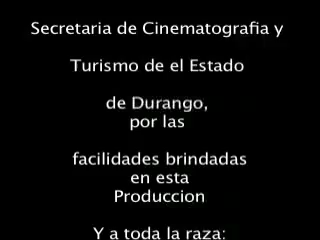 Secretaria de Cinematografia y
Turismo de el Estado
de Durango,
por las
facilidades brindadas
en esta
Produccion
Y a toda la raza: